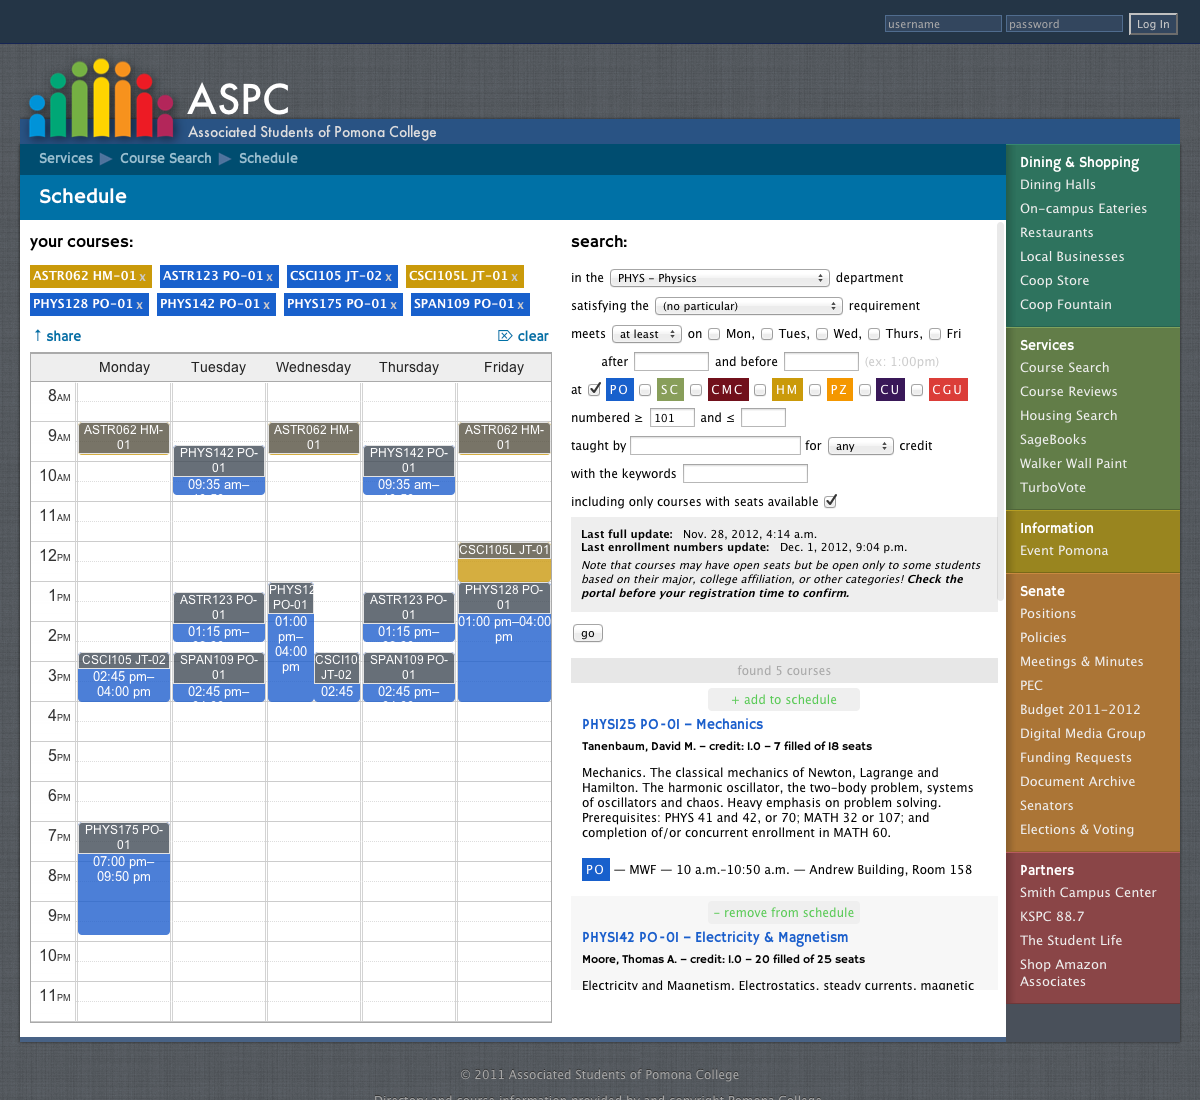 username password Log In
ASPC
Associated Students of Pomona College
Services ▶ Course Search ▶ Schedule
Schedule
your courses:
ASTR062 HM-01 x ASTR123 PO-01 x CSCI105 JT-02 x CSCI105L JT-01 x
PHYS128 PO-01 x PHYS142 PO-01 x PHYS175 PO-01 x SPAN109 PO-01 x
↑ share ⌦ clear
Monday Tuesday Wednesday Thursday Friday
8AM
9AM
10AM
11AM
12PM
1PM
2PM
3PM
4PM
5PM
6PM
7PM
8PM
9PM
10PM
11PM
CSCI105 JT-02
02:45 pm–
04:00 pm
PHYS175 PO-
01
07:00 pm–
09:50 pm
ASTR062 HM-
01
PHYS142 PO-
01
09:35 am–
ASTR123 PO-
01
01:15 pm–
SPAN109 PO-
01
02:45 pm–
ASTR062 HM-
01
PHYS12
PO-01
01:00
pm–
04:00
pm
CSCI10
JT-02
02:45
PHYS142 PO-
01
09:35 am–
ASTR123 PO-
01
01:15 pm–
SPAN109 PO-
01
02:45 pm–
ASTR062 HM-
01
CSCI105L JT-01
PHYS128 PO-
01
01:00 pm–04:00
pm
search:
in the PHYS – Physics department
satisfying the (no particular) requirement
meets at least on Mon, Tues, Wed, Thurs, Fri
after and before (ex: 1:00pm)
at PO SC CMC HM PZ CU CGU
numbered ≥ 101 and ≤
taught by for any credit
with the keywords
including only courses with seats available
Last full update: Nov. 28, 2012, 4:14 a.m.
Last enrollment numbers update: Dec. 1, 2012, 9:04 p.m.
Note that courses may have open seats but be open only to some students
based on their major, college affiliation, or other categories! Check the
portal before your registration time to confirm.
go
found 5 courses
+ add to schedule
PHYS125 PO-01 – Mechanics
Tanenbaum, David M. – credit: 1.0 – 7 filled of 18 seats
Mechanics. The classical mechanics of Newton, Lagrange and
Hamilton. The harmonic oscillator, the two-body problem, systems
of oscillators and chaos. Heavy emphasis on problem solving.
Prerequisites: PHYS 41 and 42, or 70; MATH 32 or 107; and
completion of/or concurrent enrollment in MATH 60.
PO — MWF — 10 a.m.–10:50 a.m. — Andrew Building, Room 158
– remove from schedule
PHYS142 PO-01 – Electricity & Magnetism
Moore, Thomas A. – credit: 1.0 – 20 filled of 25 seats
Electricity and Magnetism. Electrostatics, steady currents, magnetic
Dining & Shopping
Dining Halls
On-campus Eateries
Restaurants
Local Businesses
Coop Store
Coop Fountain
Services
Course Search
Course Reviews
Housing Search
SageBooks
Walker Wall Paint
TurboVote
Information
Event Pomona
Senate
Positions
Policies
Meetings & Minutes
PEC
Budget 2011-2012
Digital Media Group
Funding Requests
Document Archive
Senators
Elections & Voting
Partners
Smith Campus Center
KSPC 88.7
The Student Life
Shop Amazon
Associates
© 2011 Associated Students of Pomona College
Directory and course information provided by and copyright Pomona College